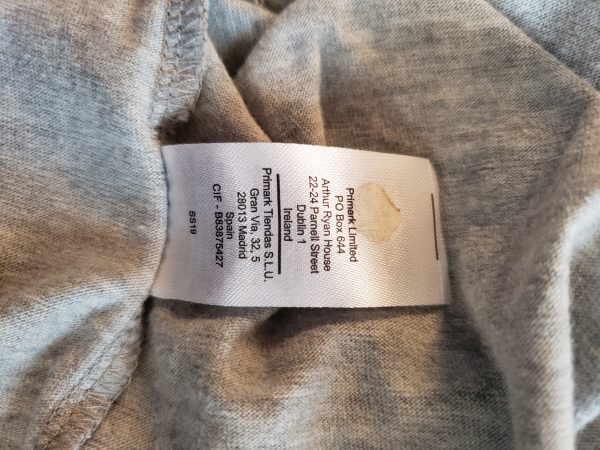 Primark Limited
PO Box 644
Arthur Ryan House
22-24 Parnell Street
Dublin 1
Ireland
Primark Tiendas S.L.U.
Gran Via, 32, 5
28013 Madrid
Spain
CIF - B83875427
SS19